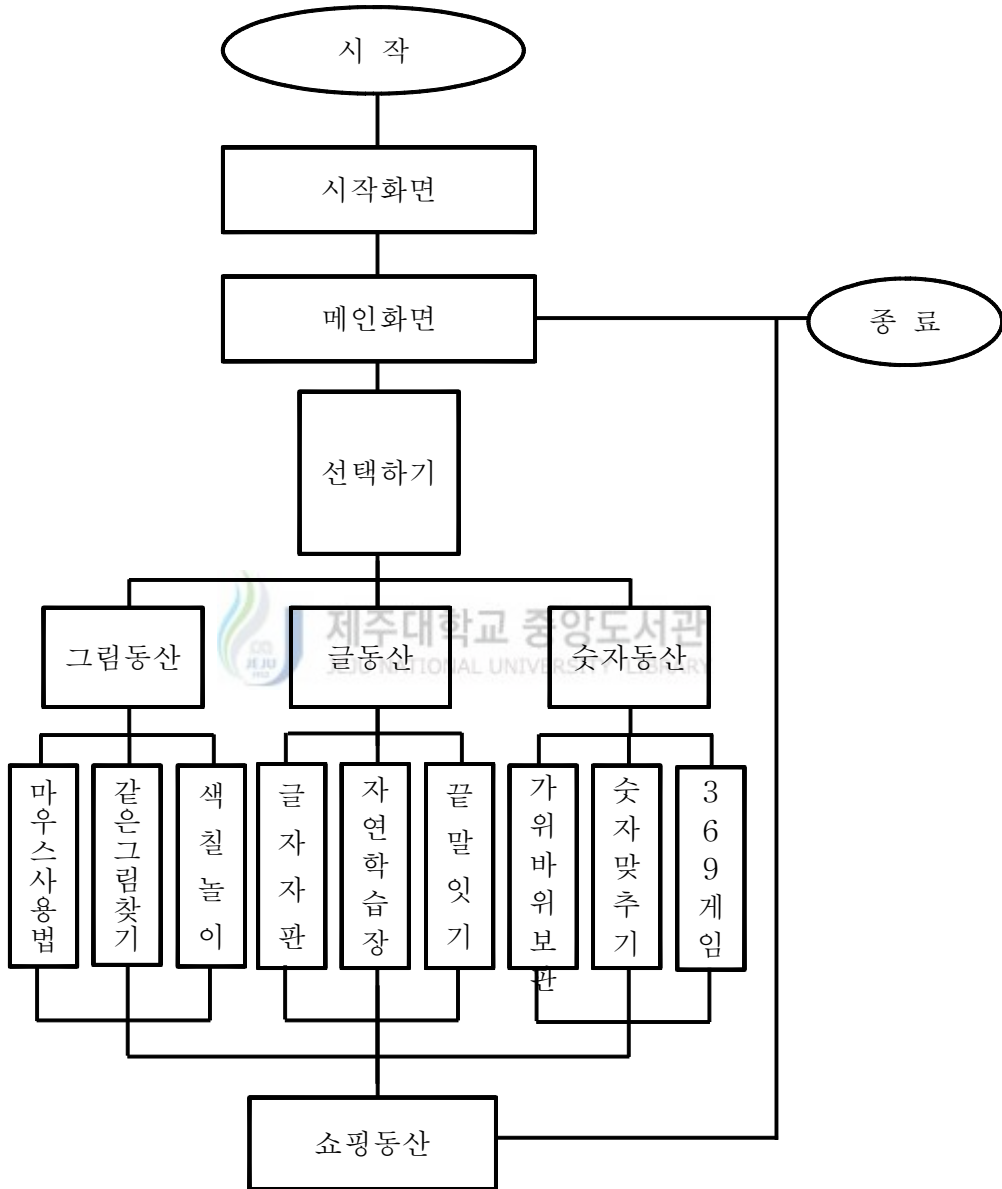 시 작
시작화면
메인화면
종 료
선택하기
제주대학교 중앙도서관
JEJU NATIONAL UNIVERSITY LIBRARY
JEJU
1952
그림동산
글동산
숫자동산
마우스사용법
같은그림찾기
색칠놀이
글자자판
자연학습장
끝말잇기
가위바위보판
숫자맞추기
369게임
쇼핑동산